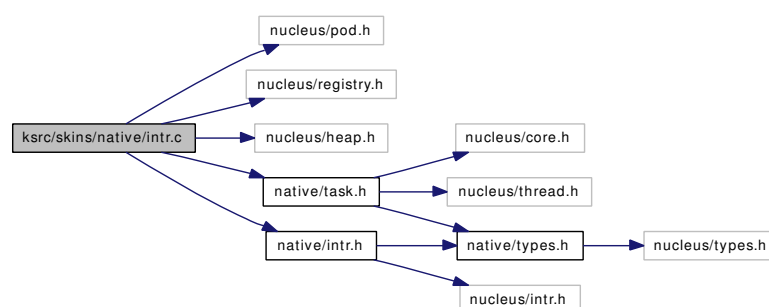 nucleus/pod.h
nucleus/registry.h
ksrc/skins/native/intr.c
nucleus/heap.h
nucleus/core.h
native/task.h
nucleus/thread.h
native/intr.h
native/types.h
nucleus/types.h
nucleus/intr.h